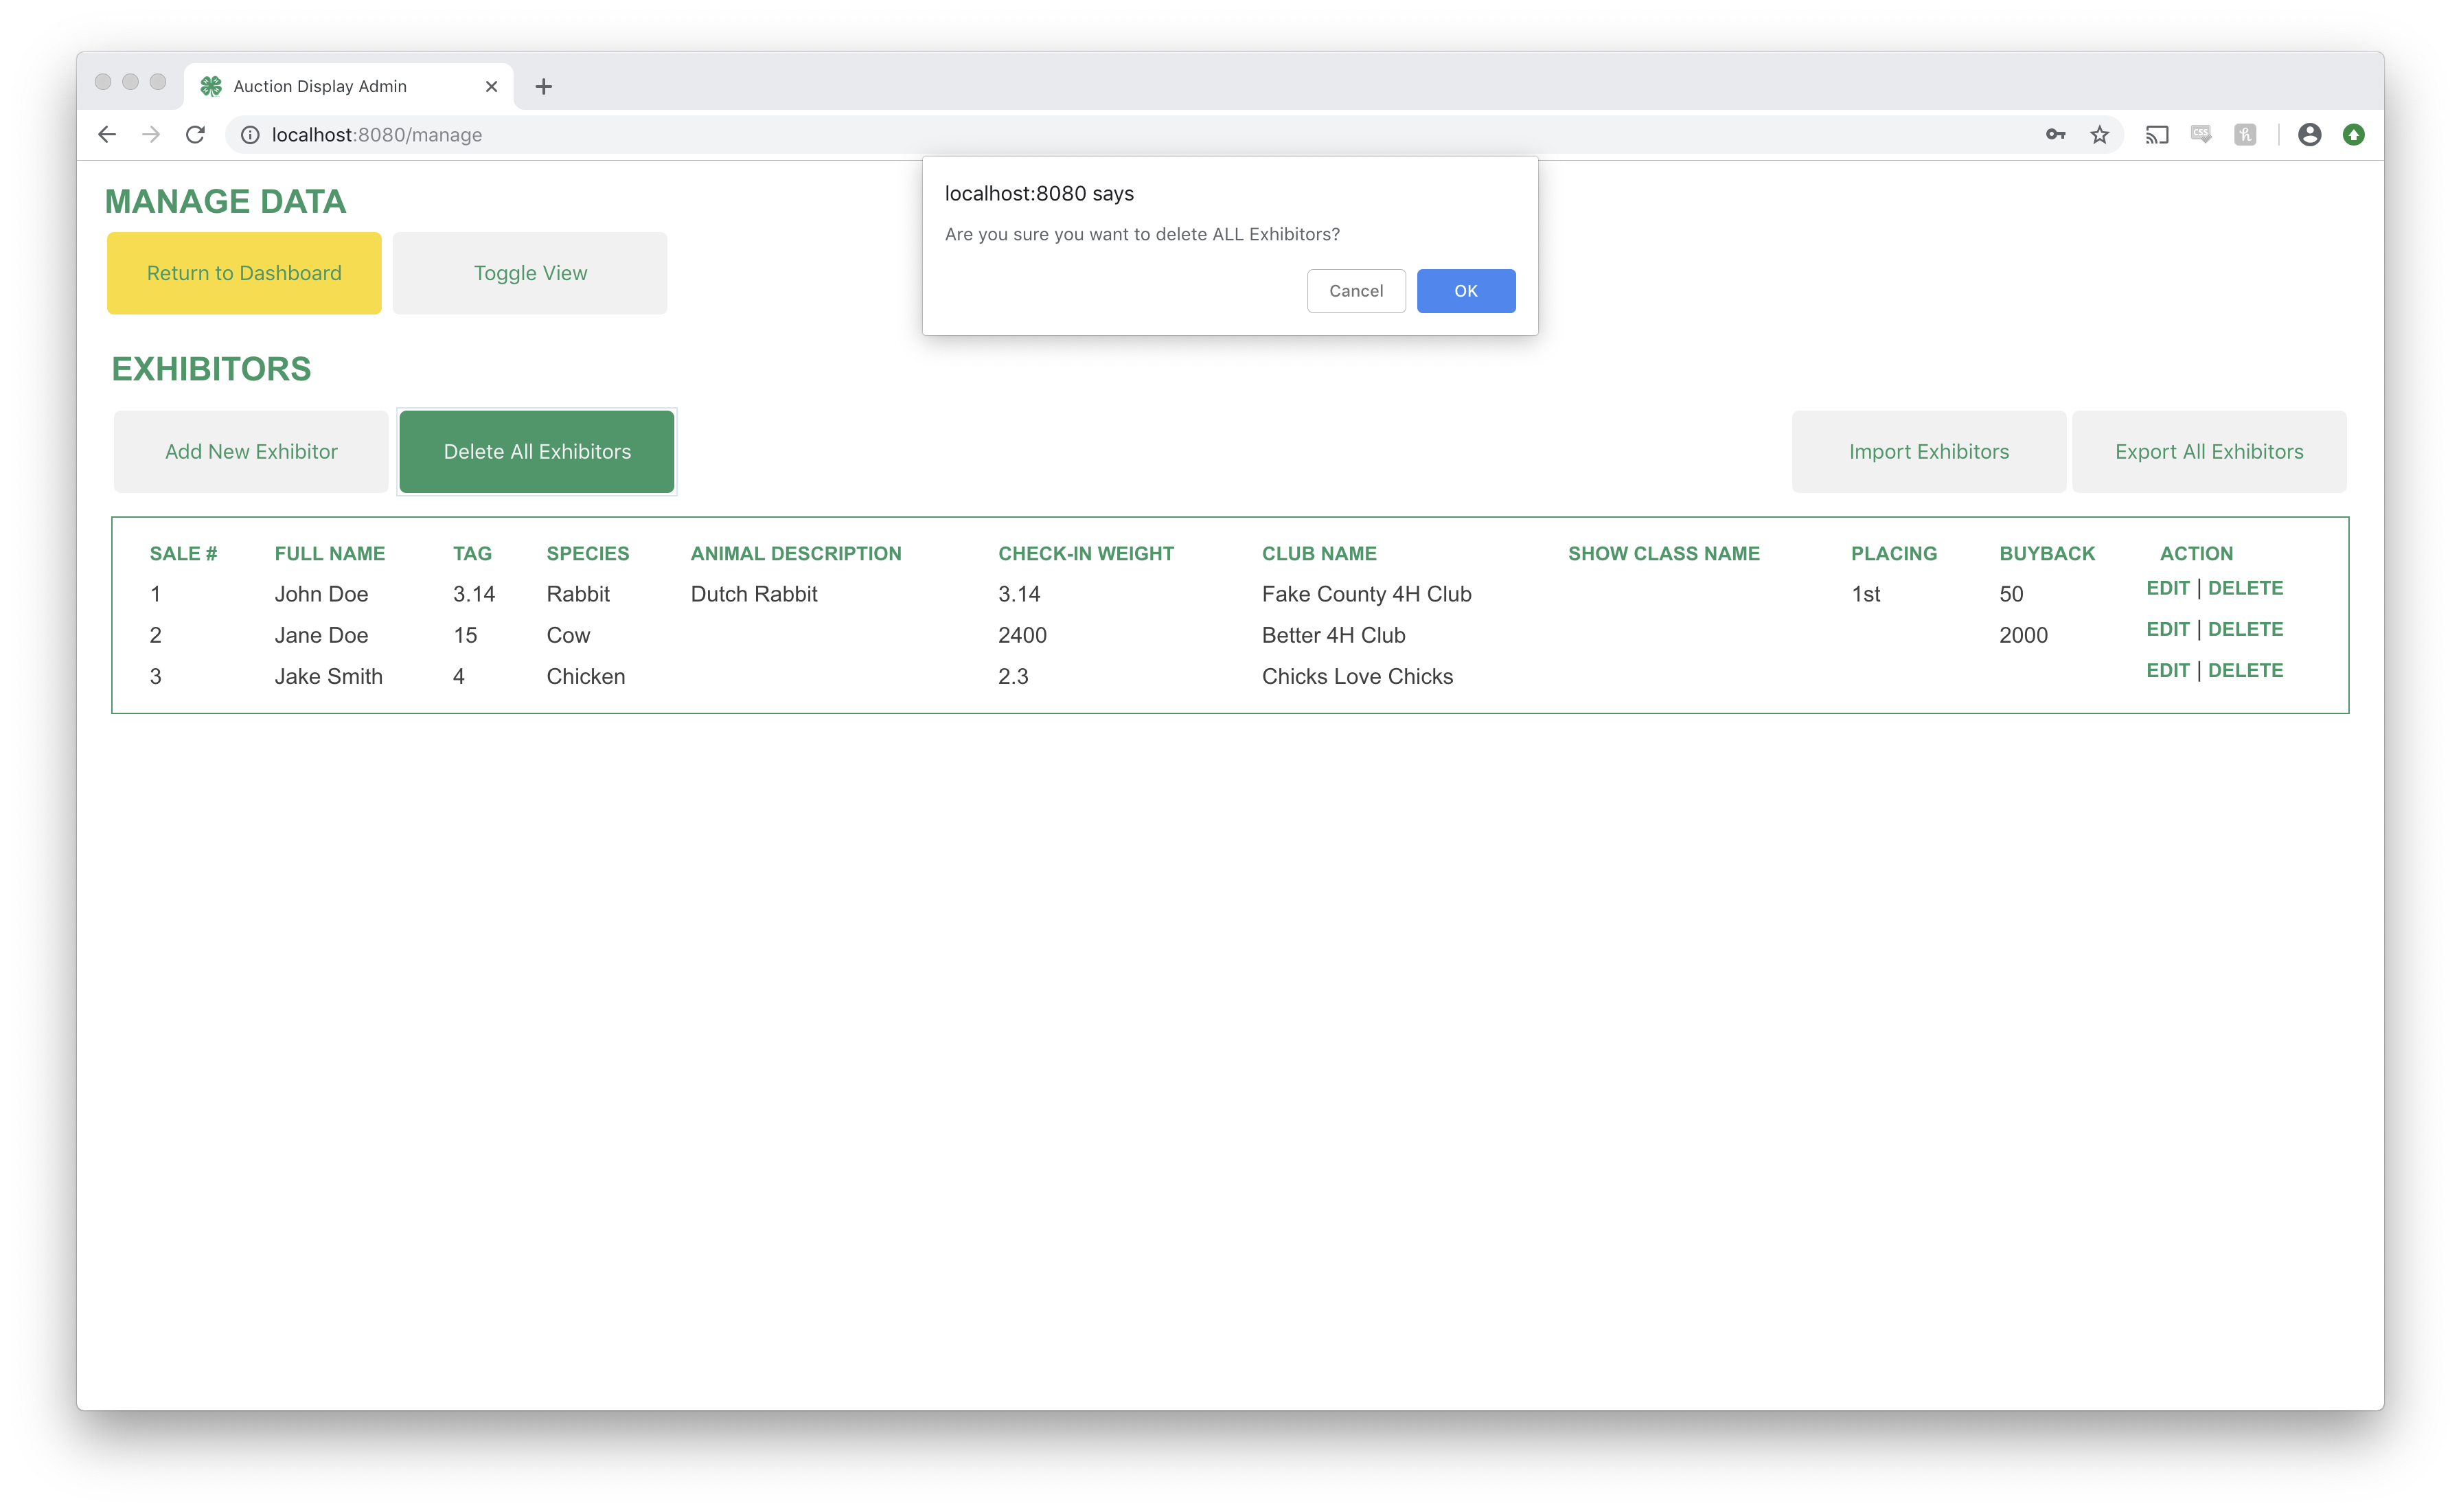 Auction Display Admin
localhost:8080/manage
CSS
h
localhost:8080 says
Are you sure you want to delete ALL Exhibitors?
Cancel OK
MANAGE DATA
Return to Dashboard Toggle View
EXHIBITORS
Add New Exhibitor Delete All Exhibitors Import Exhibitors Export All Exhibitors
SALE # FULL NAME TAG SPECIES ANIMAL DESCRIPTION CHECK-IN WEIGHT CLUB NAME SHOW CLASS NAME PLACING BUYBACK ACTION
1 John Doe 3.14 Rabbit Dutch Rabbit 3.14 Fake County 4H Club 1st 50 EDIT | DELETE
2 Jane Doe 15 Cow 2400 Better 4H Club 2000 EDIT | DELETE
3 Jake Smith 4 Chicken 2.3 Chicks Love Chicks EDIT | DELETE